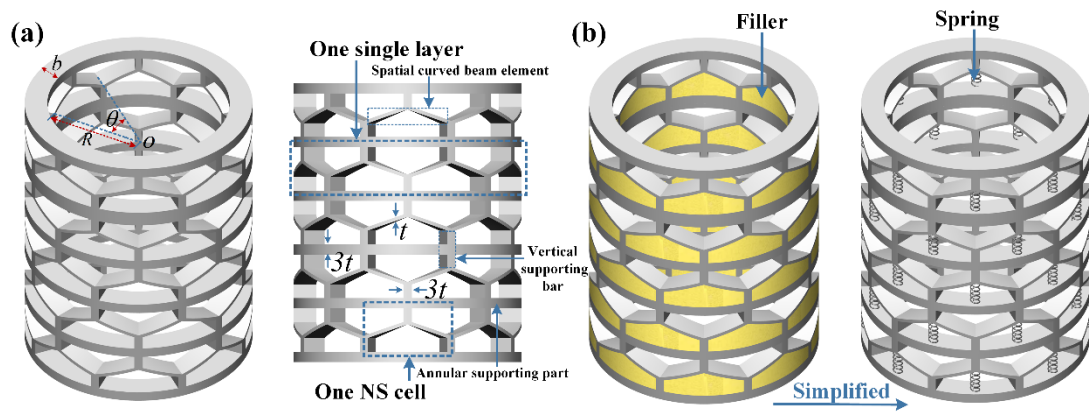 (a)
b
θ
R
o
One single layer
Spatial curved beam element
t
3t
3t
Vertical
supporting
bar
Annular supporting part
One NS cell
(b)
Filler
Spring
Simplified